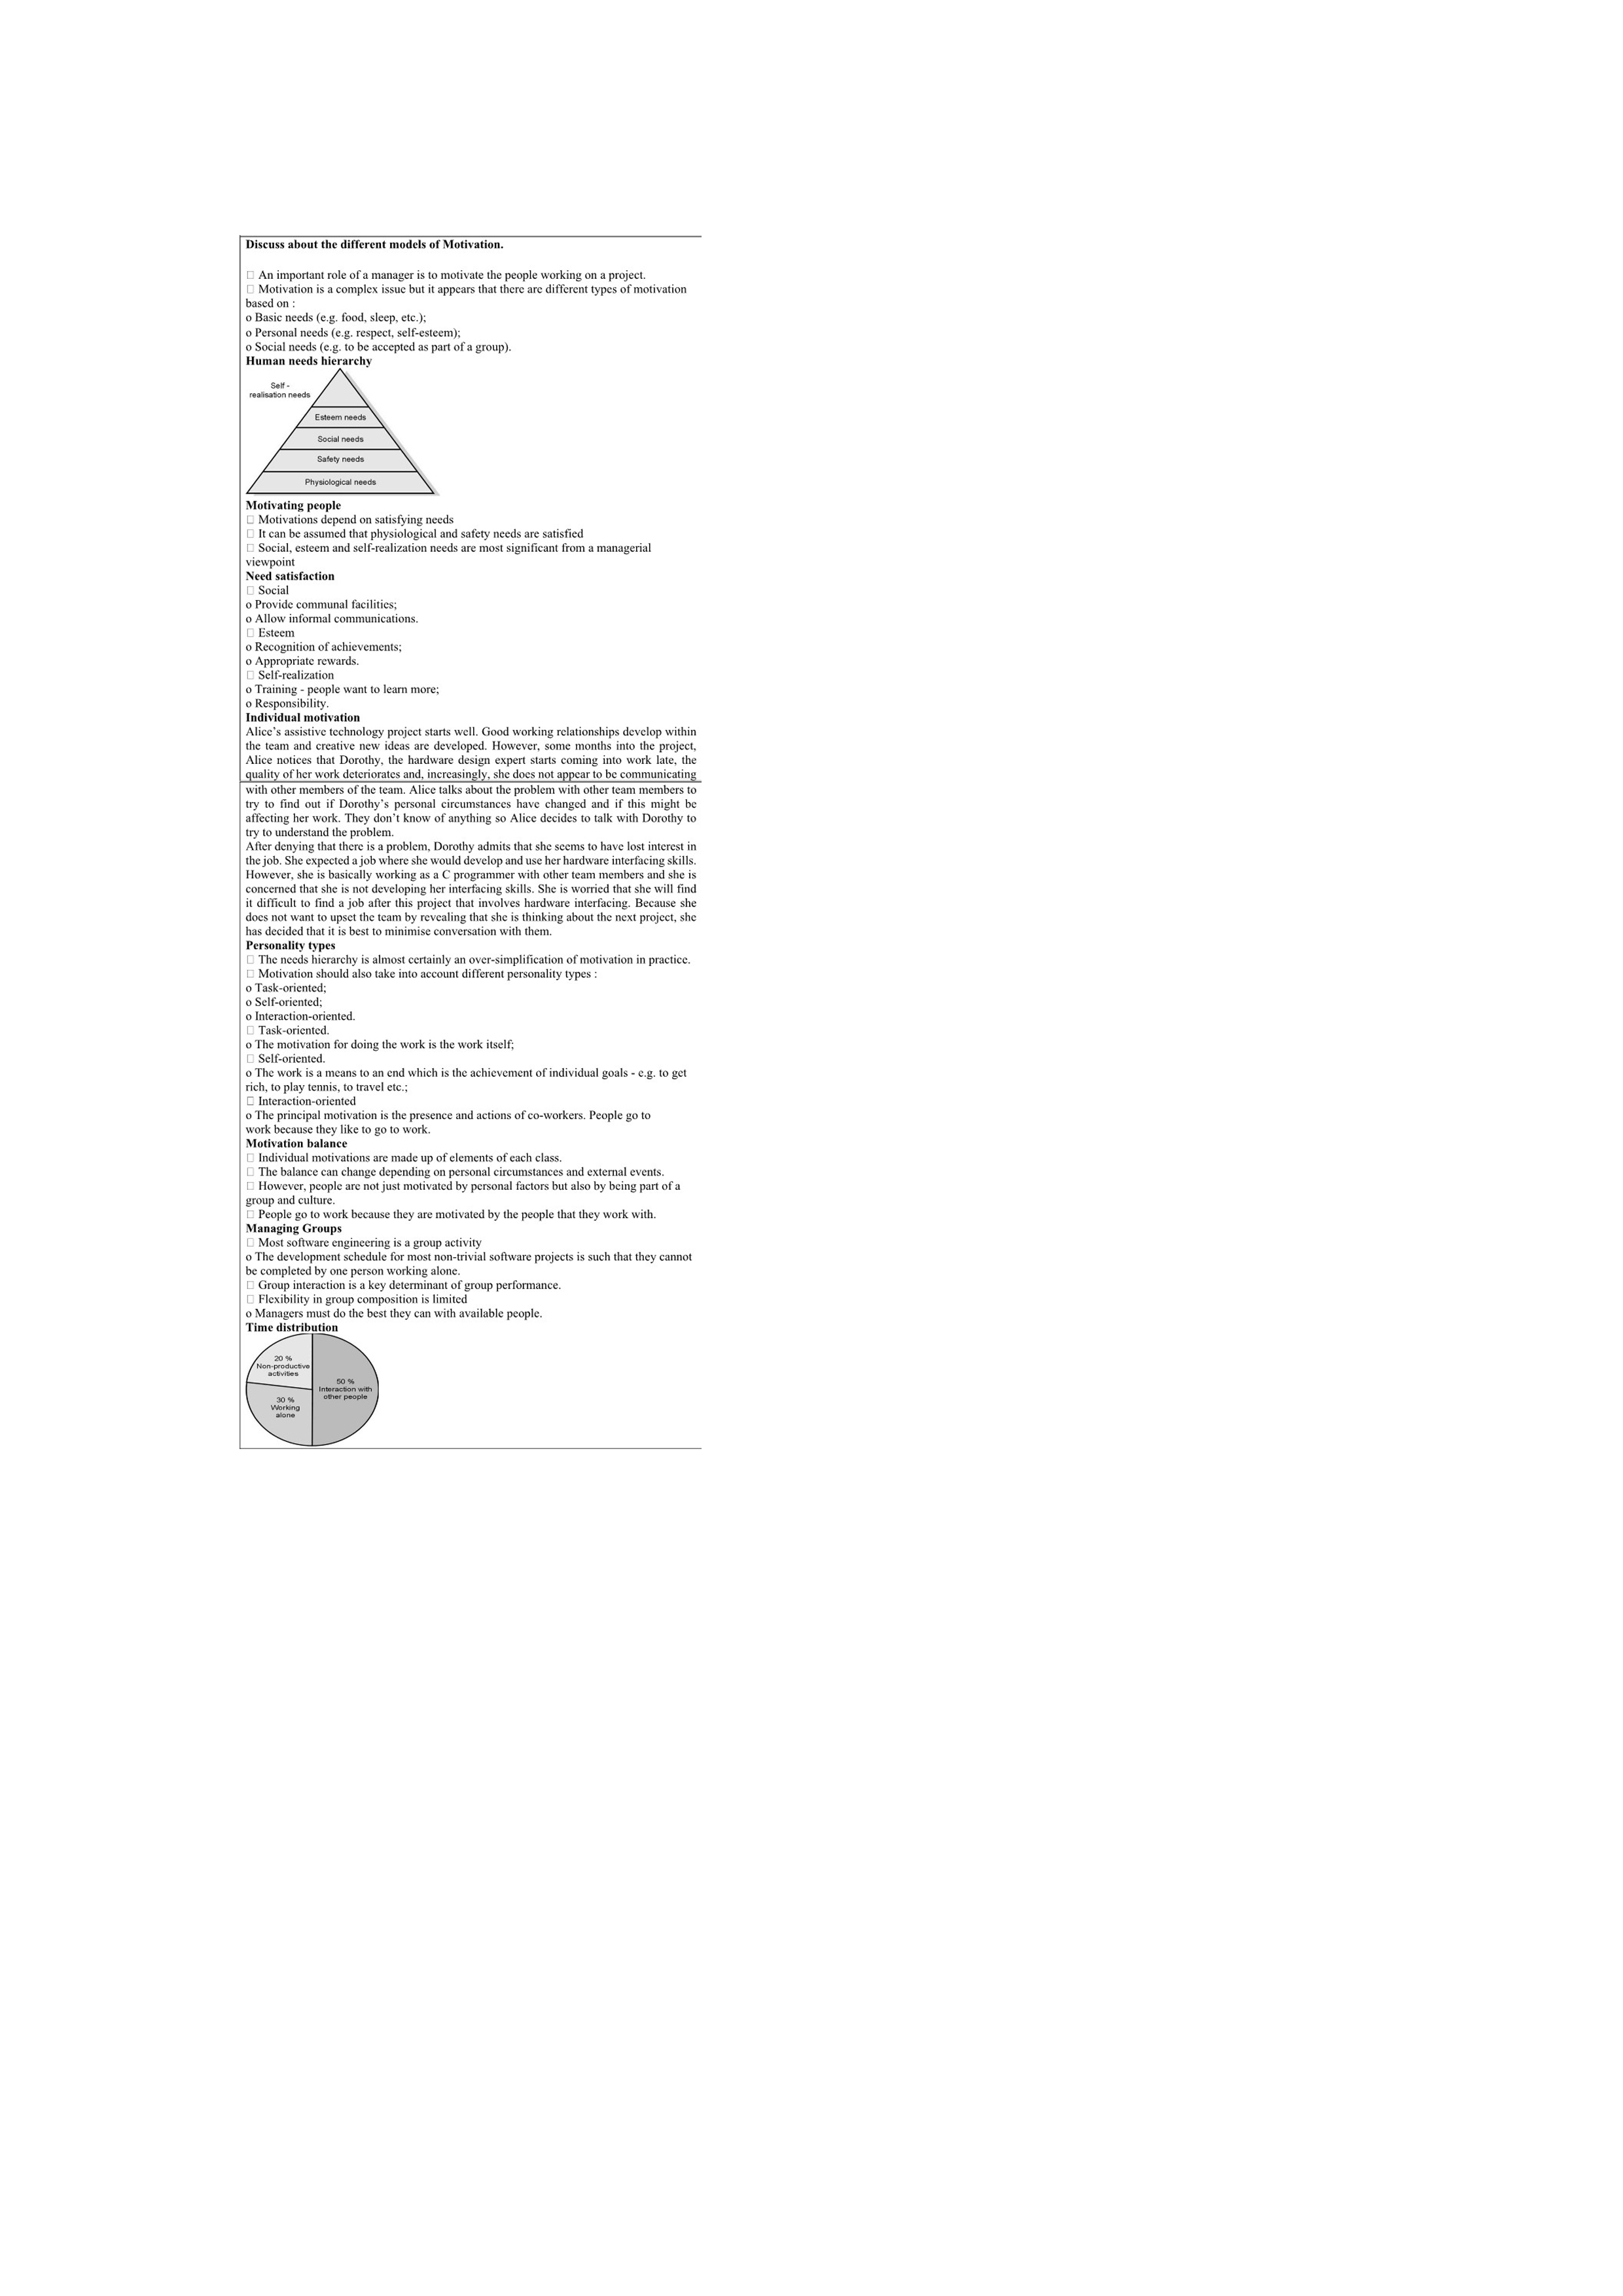 Discuss about the different models of Motivation.
 An important role of a manager is to motivate the people working on a project.
 Motivation is a complex issue but it appears that there are different types of motivation
based on :
o Basic needs (e.g. food, sleep, etc.);
o Personal needs (e.g. respect, self-esteem);
o Social needs (e.g. to be accepted as part of a group).
Human needs hierarchy
Self -
realisation needs
Esteem needs
Social needs
Safety needs
Physiological needs
Motivating people
 Motivations depend on satisfying needs
 It can be assumed that physiological and safety needs are satisfied
 Social, esteem and self-realization needs are most significant from a managerial
viewpoint
Need satisfaction
 Social
o Provide communal facilities;
o Allow informal communications.
 Esteem
o Recognition of achievements;
o Appropriate rewards.
 Self-realization
o Training - people want to learn more;
o Responsibility.
Individual motivation
Alice’s assistive technology project starts well. Good working relationships develop within
the team and creative new ideas are developed. However, some months into the project,
Alice notices that Dorothy, the hardware design expert starts coming into work late, the
quality of her work deteriorates and, increasingly, she does not appear to be communicating
with other members of the team. Alice talks about the problem with other team members to
try to find out if Dorothy’s personal circumstances have changed and if this might be
affecting her work. They don’t know of anything so Alice decides to talk with Dorothy to
try to understand the problem.
After denying that there is a problem, Dorothy admits that she seems to have lost interest in
the job. She expected a job where she would develop and use her hardware interfacing skills.
However, she is basically working as a C programmer with other team members and she is
concerned that she is not developing her interfacing skills. She is worried that she will find
it difficult to find a job after this project that involves hardware interfacing. Because she
does not want to upset the team by revealing that she is thinking about the next project, she
has decided that it is best to minimise conversation with them.
Personality types
 The needs hierarchy is almost certainly an over-simplification of motivation in practice.
 Motivation should also take into account different personality types :
o Task-oriented;
o Self-oriented;
o Interaction-oriented.
 Task-oriented.
o The motivation for doing the work is the work itself;
 Self-oriented.
o The work is a means to an end which is the achievement of individual goals - e.g. to get
rich, to play tennis, to travel etc.;
 Interaction-oriented
o The principal motivation is the presence and actions of co-workers. People go to
work because they like to go to work.
Motivation balance
 Individual motivations are made up of elements of each class.
 The balance can change depending on personal circumstances and external events.
 However, people are not just motivated by personal factors but also by being part of a
group and culture.
 People go to work because they are motivated by the people that they work with.
Managing Groups
 Most software engineering is a group activity
o The development schedule for most non-trivial software projects is such that they cannot
be completed by one person working alone.
 Group interaction is a key determinant of group performance.
 Flexibility in group composition is limited
o Managers must do the best they can with available people.
Time distribution
20 %
Non-productive
activities
50 %
Interaction with
other people
30 %
Working
alone